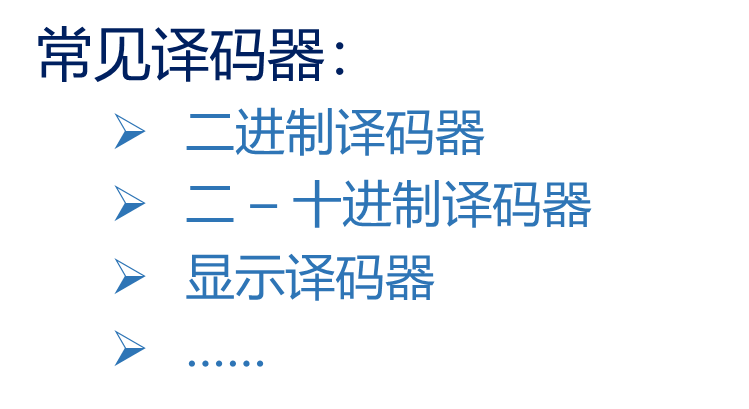 常见译码器：
➢ 二进制译码器
➢ 二 – 十进制译码器
➢ 显示译码器
➢ ……